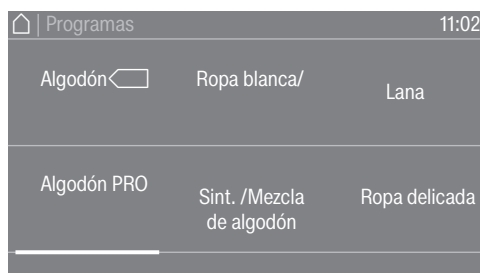 | Programas
11:02
Algodón
Ropa blanca/
Lana
Algodón PRO
Sint. /Mezcla
de algodón
Ropa delicada